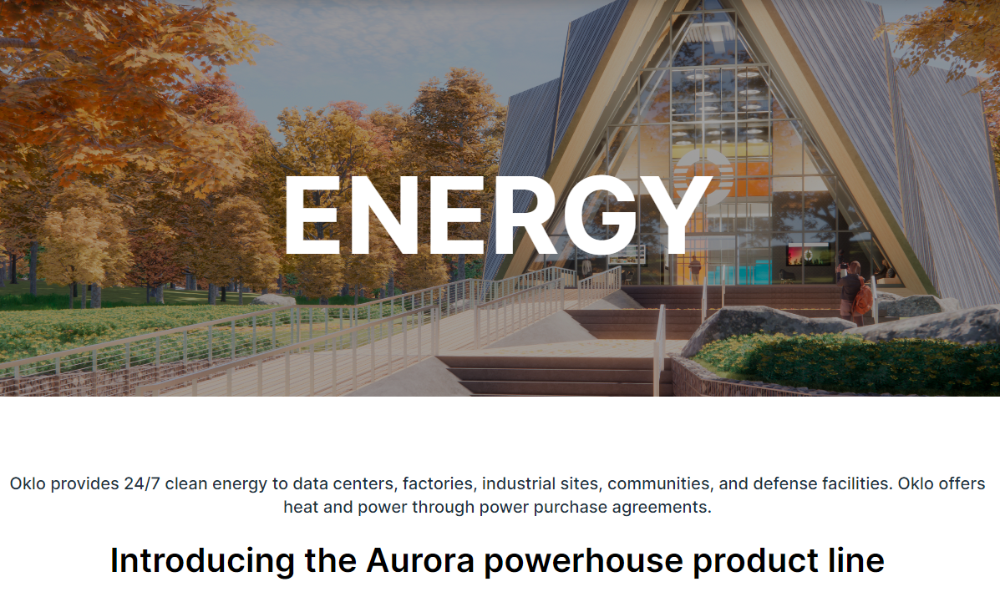 ENERGY
Oklo provides 24/7 clean energy to data centers, factories, industrial sites, communities, and defense facilities. Oklo offers
heat and power through power purchase agreements.
Introducing the Aurora powerhouse product line